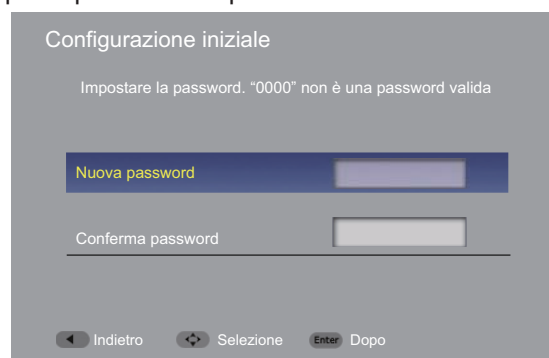 Configurazione iniziale
Impostare la password. “0000” non è una password valida
Nuova password
Conferma password
Indietro Selezione Enter Dopo